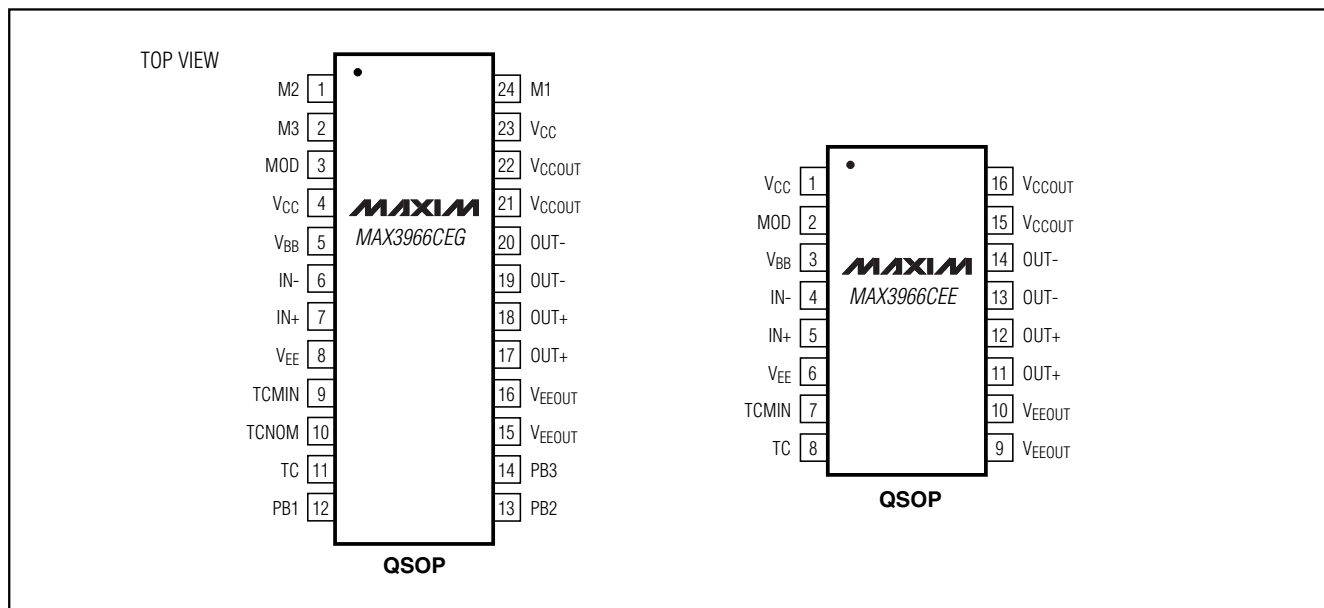 TOP VIEW
M2 1
M3 2
MOD 3
VCC 4
VBB 5
IN- 6
IN+ 7
VEE 8
TCMIN 9
TCNOM 10
TC 11
PB1 12
MAXIM
MAX3966CEG
24 M1
23 VCC
22 VCCOUT
21 VCCOUT
20 OUT-
19 OUT-
18 OUT+
17 OUT+
16 VEEOUT
15 VEEOUT
14 PB3
13 PB2
QSOP
VCC 1
MOD 2
VBB 3
IN- 4
IN+ 5
VEE 6
TCMIN 7
TC 8
MAXIM
MAX3966CEE
16 VCCOUT
15 VCCOUT
14 OUT-
13 OUT-
12 OUT+
11 OUT+
10 VEEOUT
9 VEEOUT
QSOP